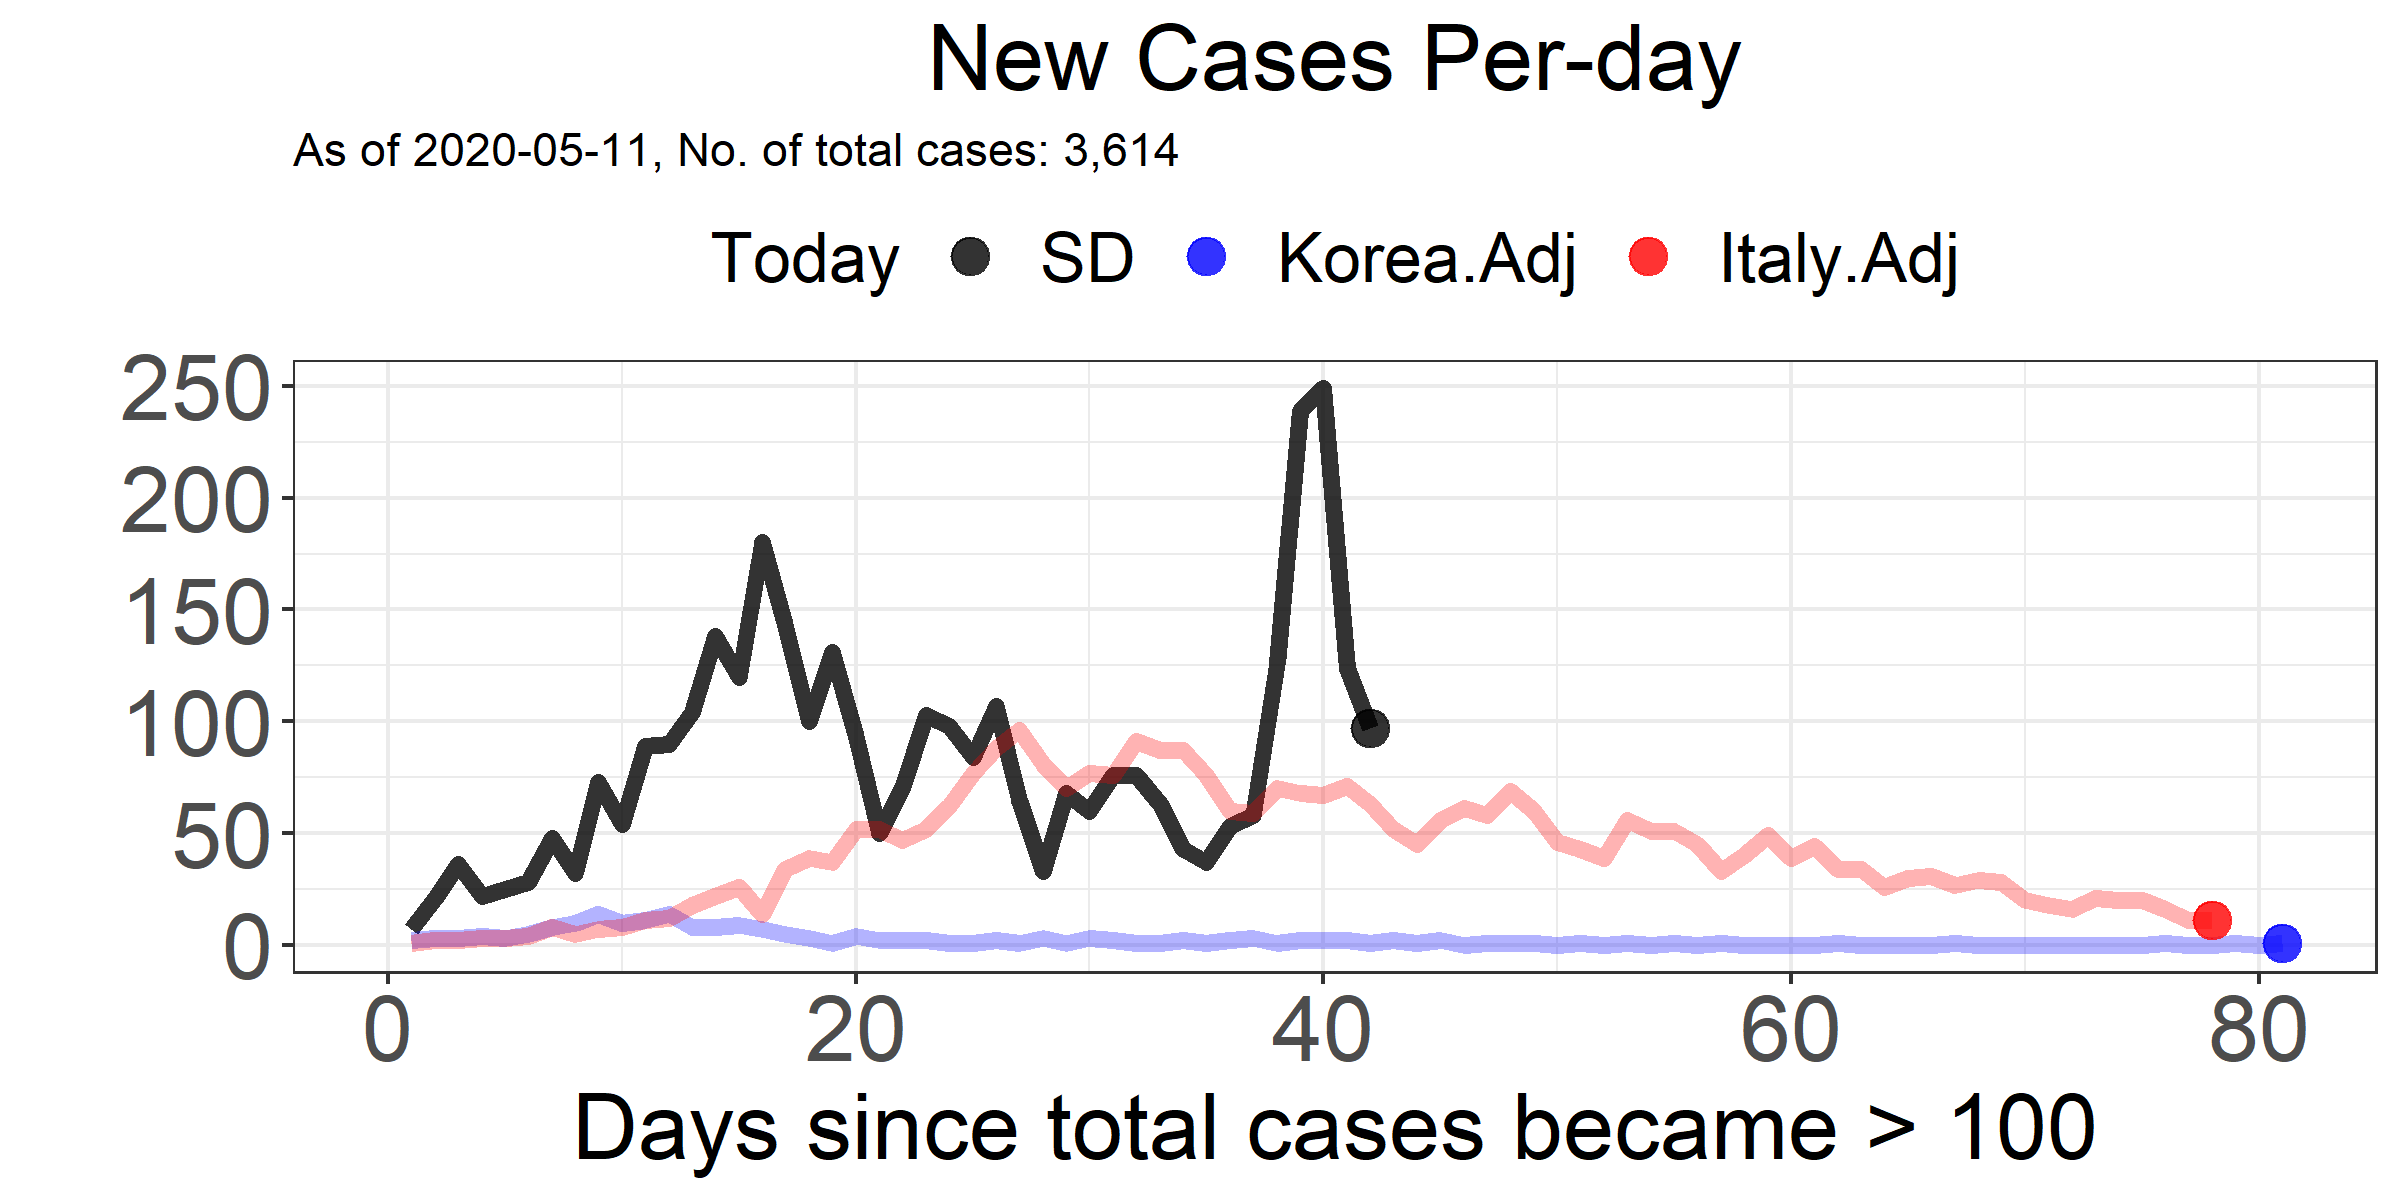 New Cases Per-day
As of 2020-05-11, No. of total cases: 3,614
Today SD Korea.Adj Italy.Adj
250
200
150
100
50
0
0 20 40 60 80
Days since total cases became > 100